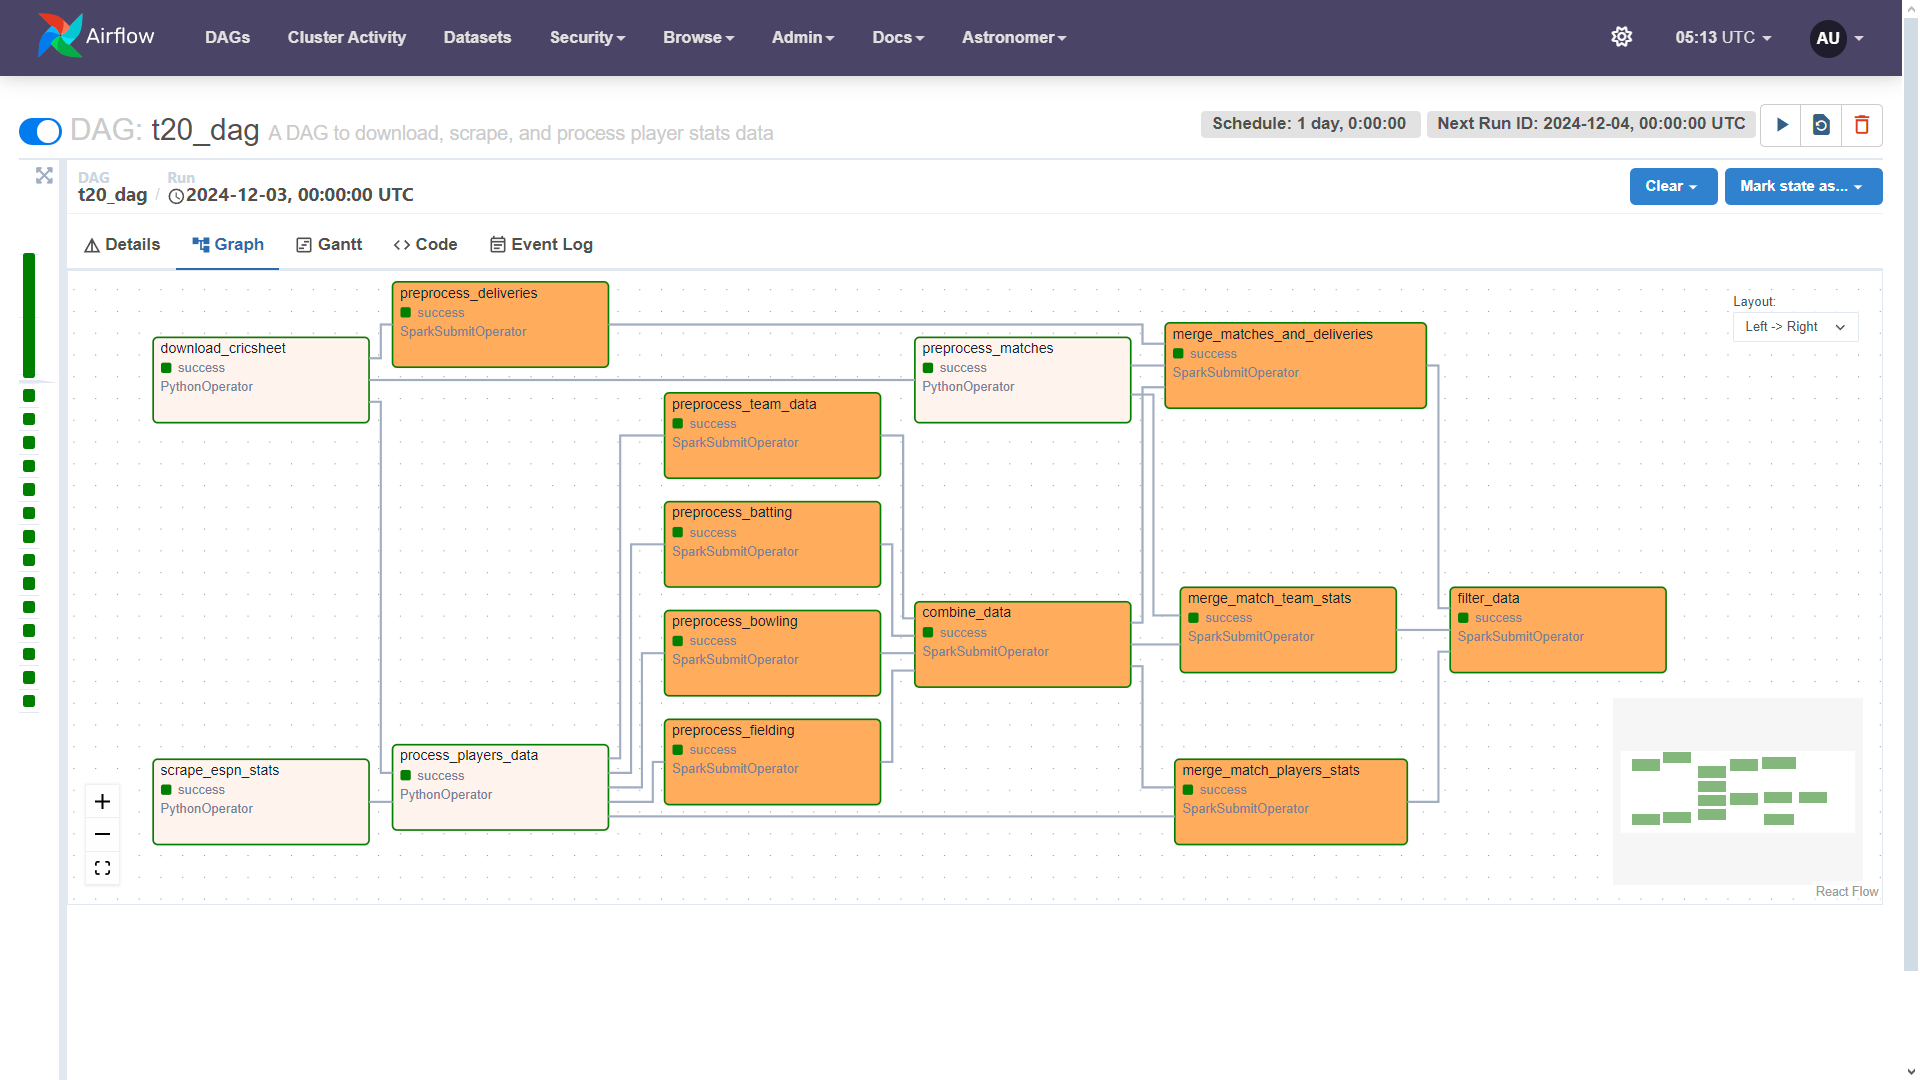 Airflow
DAGs Cluster Activity Datasets Security Browse Admin Docs Astronomer
05:13 UTC
AU
DAG: t20_dag A DAG to download, scrape, and process player stats data
Schedule: 1 day, 0:00:00
Next Run ID: 2024-12-04, 00:00:00 UTC
DAG
t20_dag
/
Run
2024-12-03, 00:00:00 UTC
Clear
Mark state as...
Details Graph Gantt Code Event Log
Layout:
Left -> Right
preprocess_deliveries
success
SparkSubmitOperator
download_cricsheet
success
PythonOperator
preprocess_matches
success
PythonOperator
merge_matches_and_deliveries
success
SparkSubmitOperator
preprocess_team_data
success
SparkSubmitOperator
preprocess_batting
success
SparkSubmitOperator
preprocess_bowling
success
SparkSubmitOperator
preprocess_fielding
success
SparkSubmitOperator
combine_data
success
SparkSubmitOperator
merge_match_team_stats
success
SparkSubmitOperator
filter_data
success
SparkSubmitOperator
scrape_espn_stats
success
PythonOperator
process_players_data
success
PythonOperator
merge_match_players_stats
success
SparkSubmitOperator
React Flow